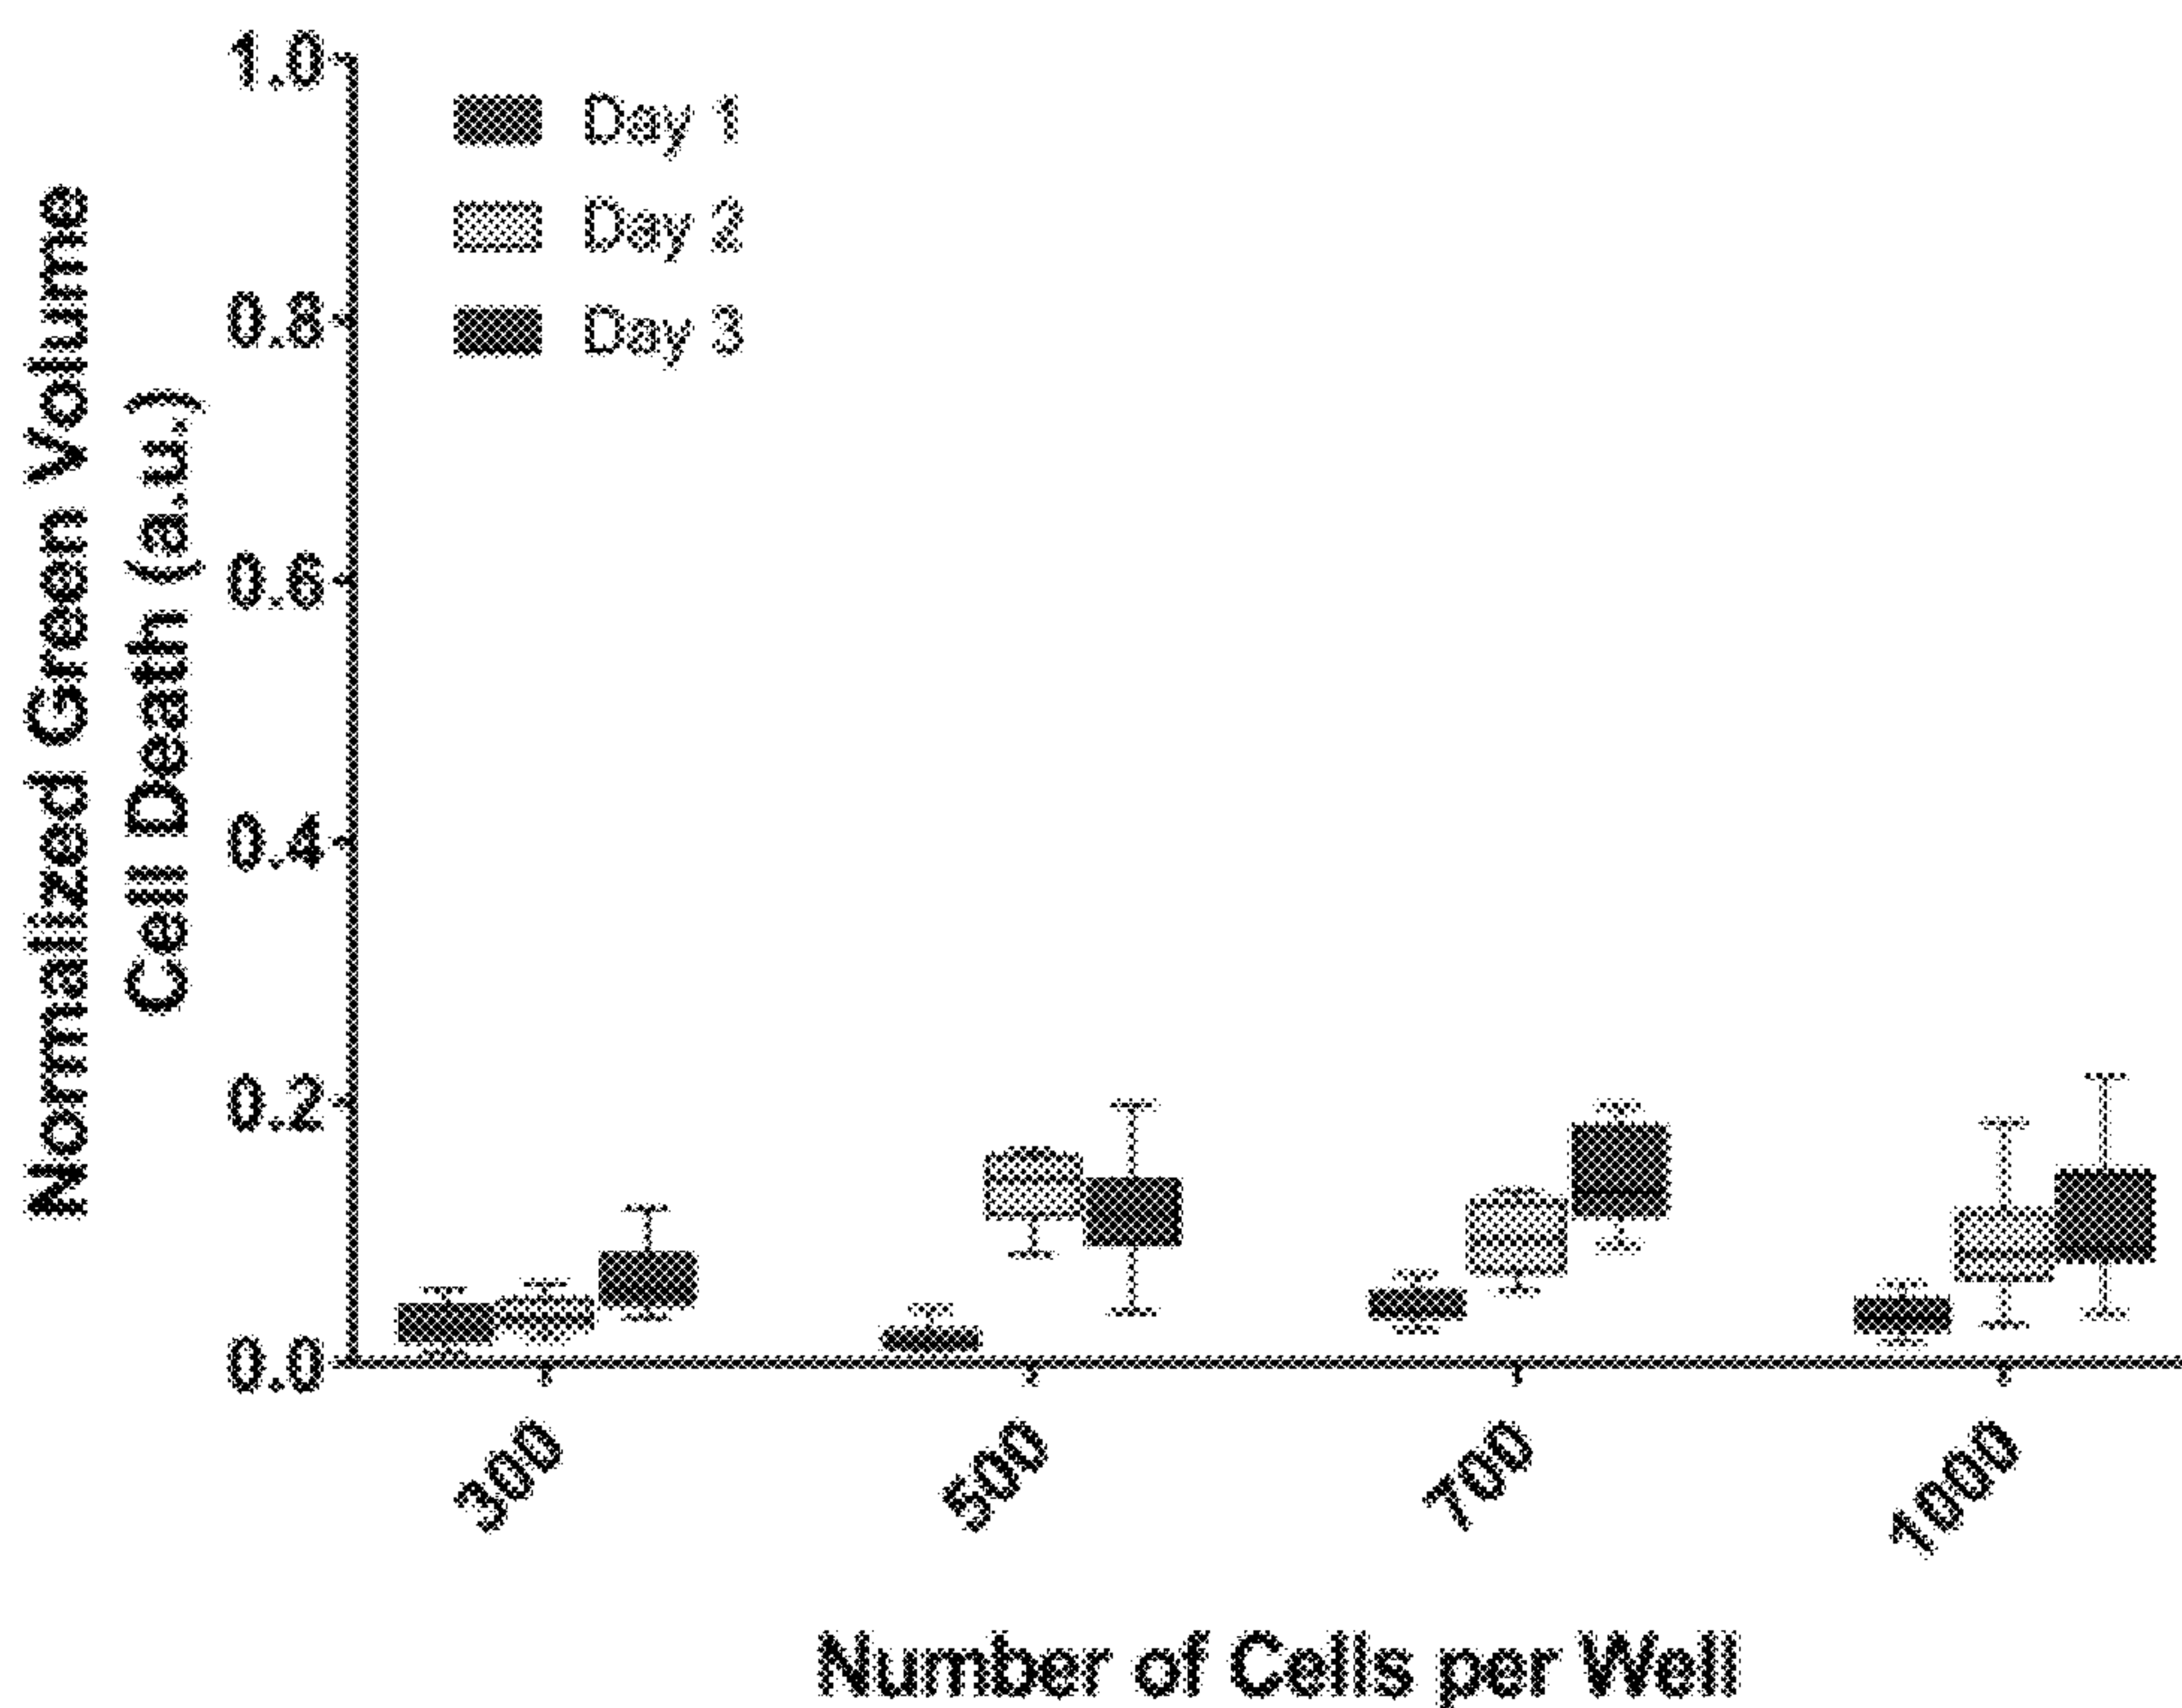 Normalized Green Volume
Cell Death (a.u.)
1.0
0.8
0.6
0.4
0.2
0.0
Day 1
Day 2
Day 3
300
500
700
1000
Number of Cells per Well